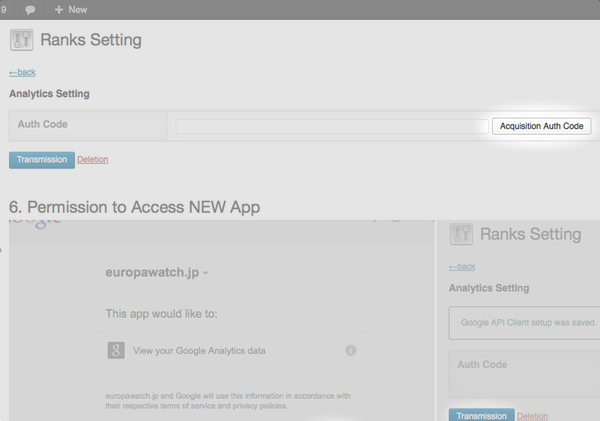 9 New
Ranks Setting
←back
Analytics Setting
Auth Code
Acquisition Auth Code
Transmission Deletion
6. Permission to Access NEW App
europawatch.jp
This app would like to:
g View your Google Analytics data i
europawatch.jp and Google will use this information in accordance with
their respective terms of service and privacy policies.
Ranks Setting
←back
Analytics Setting
Google API Client setup was saved.
Auth Code
Transmission Deletion